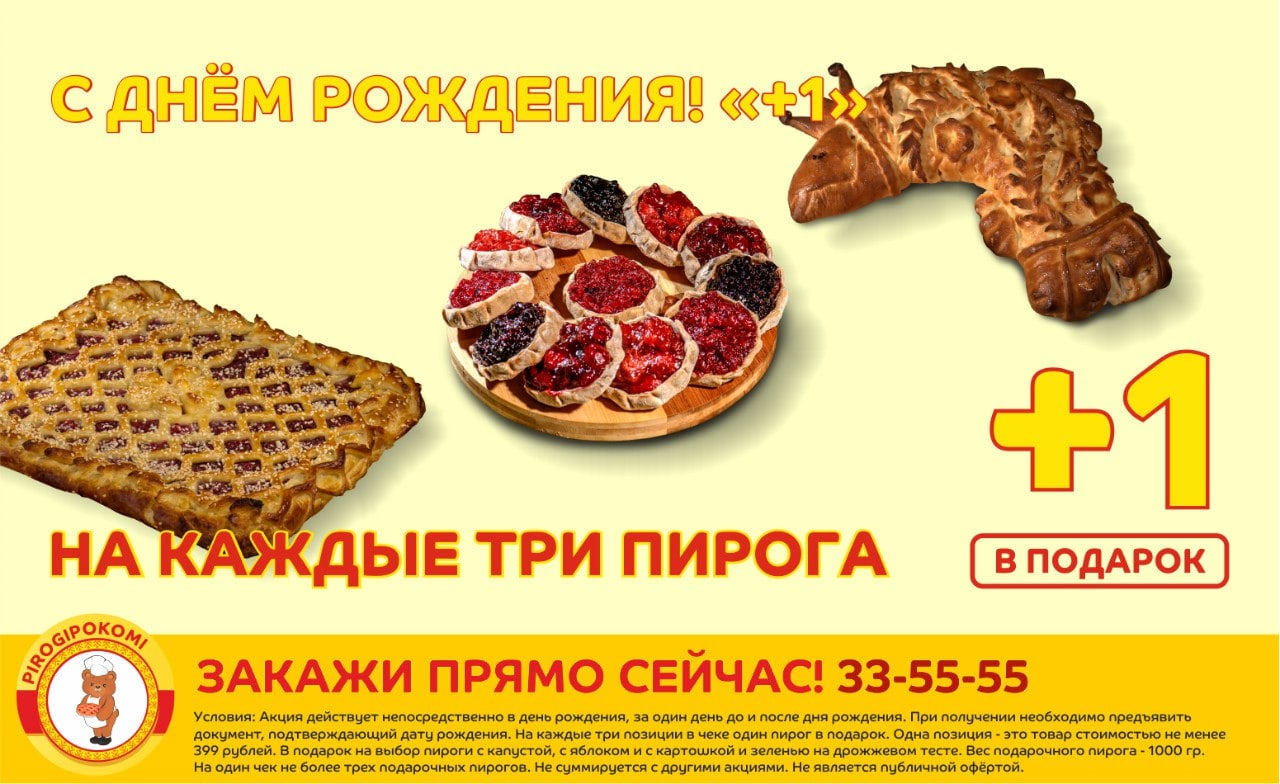 С ДНЁМ РОЖДЕНИЯ! «+1»
+1
НА КАЖДЫЕ ТРИ ПИРОГА
В ПОДАРОК
PIROGIPOKOMI
ЗАКАЖИ ПРЯМО СЕЙЧАС! 33-55-55
Условия: Акция действует непосредственно в день рождения, за один день до и после дня рождения. При получении необходимо предъявить
документ, подтверждающий дату рождения. На каждые три позиции в чеке один пирог в подарок. Одна позиция - это товар стоимостью не менее
399 рублей. В подарок на выбор пироги с капустой, с яблоком и с картошкой и зеленью на дрожжевом тесте. Вес подарочного пирога - 1000 гр.
На один чек не более трех подарочных пирогов. Не суммируется с другими акциями. Не является публичной офёртой.